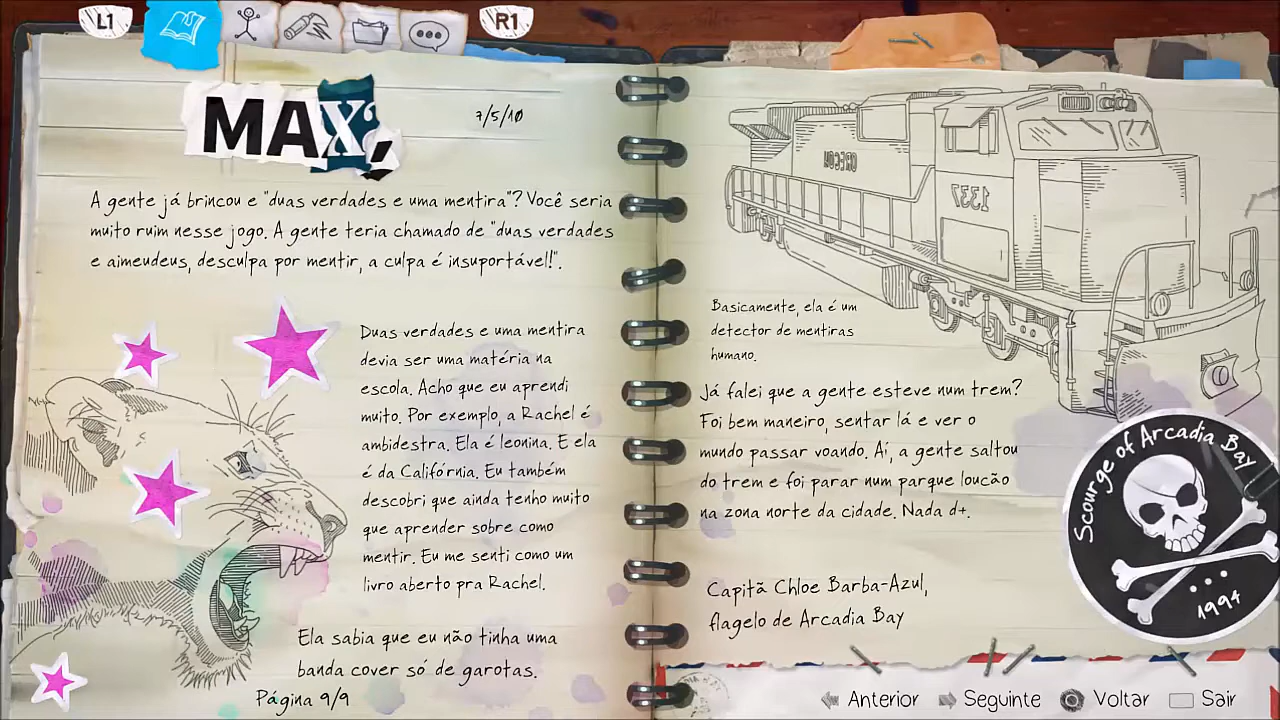 L1
R1
MAX,
7/5/10
A gente já brincou e "duas verdades e uma mentira"? Você seria
muito ruim nesse jogo. A gente teria chamado de "duas verdades
e aimeudeus, desculpa por mentir, a culpa é insuportável!".
Duas verdades e uma mentira
devia ser uma matéria na
escola. Acho que eu aprendi
muito. Por exemplo, a Rachel é
ambidestra. Ela é leonina. E ela
é da Califórnia. Eu também
descobri que ainda tenho muito
que aprender sobre como
mentir. Eu me senti como um
livro aberto pra Rachel.
Ela sabia que eu não tinha uma
banda cover só de garotas.
Página 9/9
OREGON
1337
Basicamente, ela é um
detector de mentiras
humano.
Já falei que a gente esteve num trem?
Foi bem maneiro, sentar lá e ver o
mundo passar voando. Aí, a gente saltou
do trem e foi parar num parque loucão
na zona norte da cidade. Nada d+.
Capitã Chloe Barba-Azul,
flagelo de Arcadia Bay
Scourge of Arcadia Bay
1994
Anterior
Seguinte
Voltar
Sair